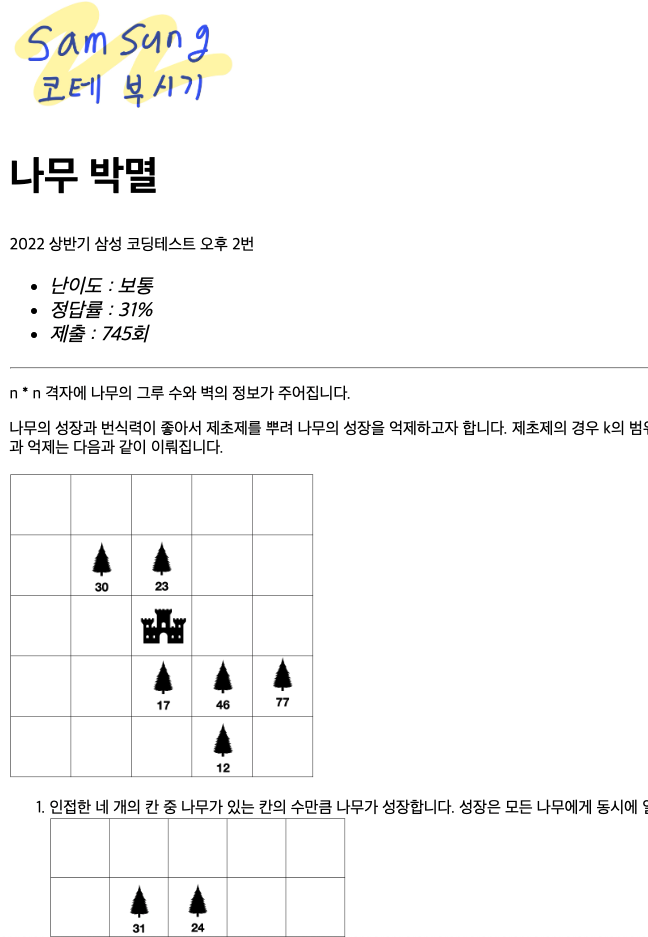 Samsung
코테 부시기
나무 박멸
2022 상반기 삼성 코딩테스트 오후 2번
• 난이도 : 보통
• 정답률 : 31%
• 제출 : 745회
n * n 격자에 나무의 그루 수와 벽의 정보가 주어집니다.
나무의 성장과 번식력이 좋아서 제초제를 뿌려 나무의 성장을 억제하고자 합니다. 제초제의 경우 k의
과 억제는 다음과 같이 이뤄집니다.
30 23
17 46 77
12
1. 인접한 네 개의 칸 중 나무가 있는 칸의 수만큼 나무가 성장합니다. 성장은 모든 나무에게 동시에
31 24